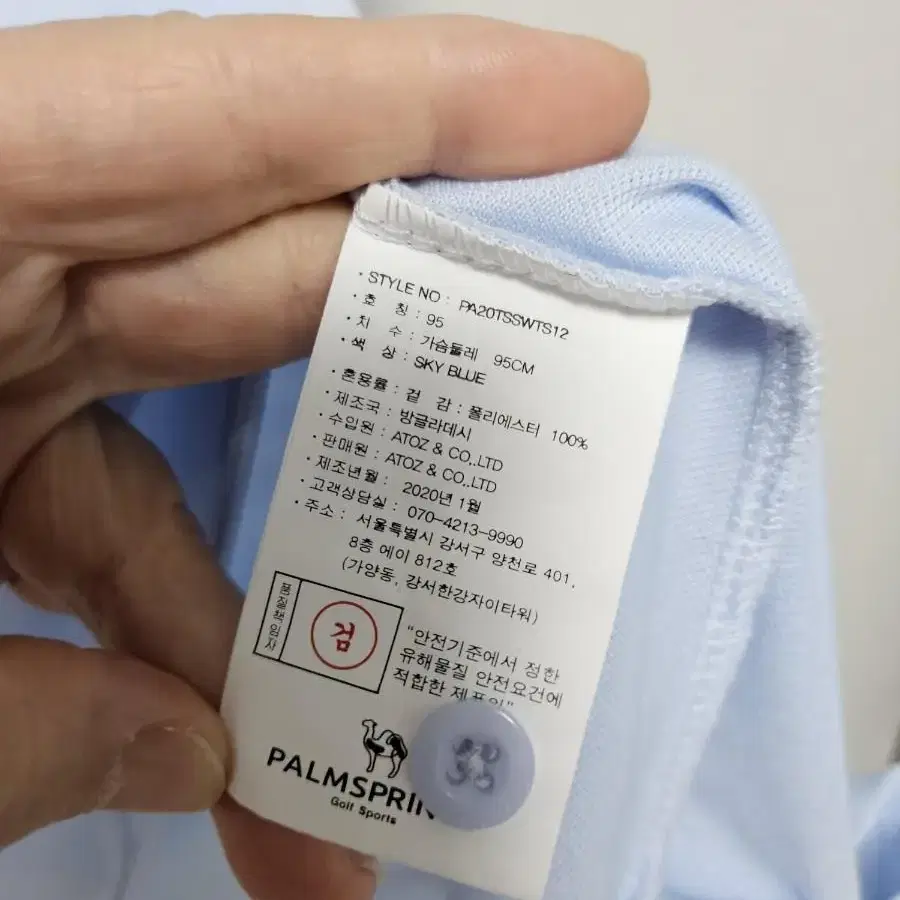 · STYLE NO : PA20TSSWTS12
· 호 칭 : 95
· 치 수 : 가슴둘레 95CM
· 색 상 : SKY BLUE
· 혼용률 : 겉 감 : 폴리에스터 100%
· 제조국 : 방글라데시
· 수입원 : ATOZ & CO.,LTD
· 판매원 : ATOZ & CO.,LTD
· 제조년월 : 2020년 1월
· 고객상담실 : 070-4213-9990
· 주소 : 서울특별시 강서구 양천로 401,
8층 에이 812호
(가양동, 강서한강자이타워)
품질책임자
검
"안전기준에서 정한
유해물질 안전요건에
적합한 제품임"
PALMSPRIN
Golf Sports